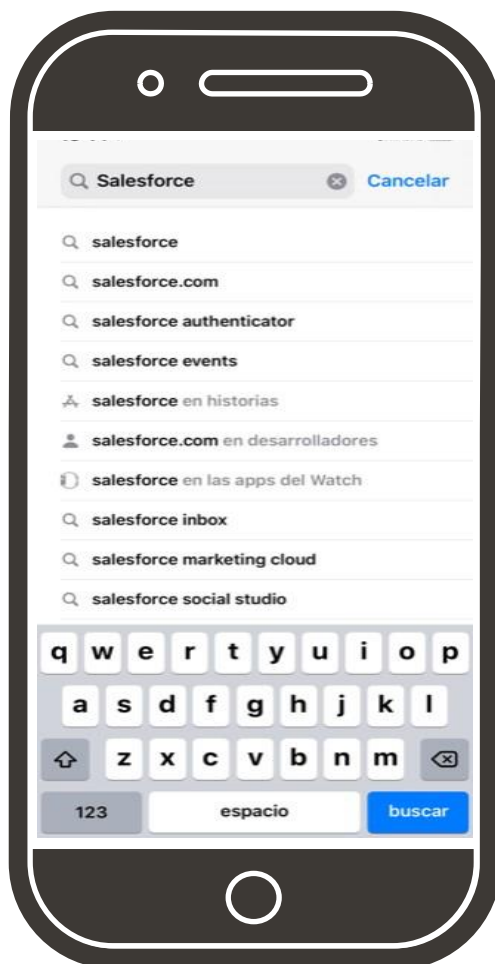 Salesforce Cancelar
salesforce
salesforce.com
salesforce authenticator
salesforce events
salesforce en historias
salesforce.com en desarrolladores
salesforce en las apps del Watch
salesforce inbox
salesforce marketing cloud
salesforce social studio
q w e r t y u i o p
a s d f g h j k l
z x c v b n m
123 espacio buscar